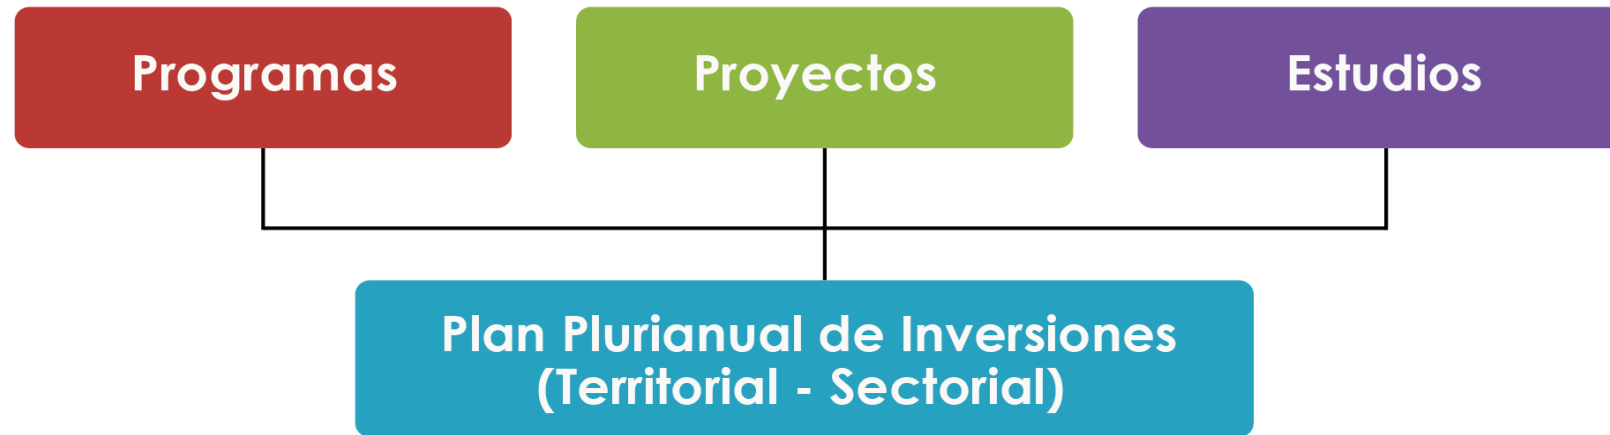 Programas
Proyectos
Estudios
Plan Plurianual de Inversiones
(Territorial - Sectorial)